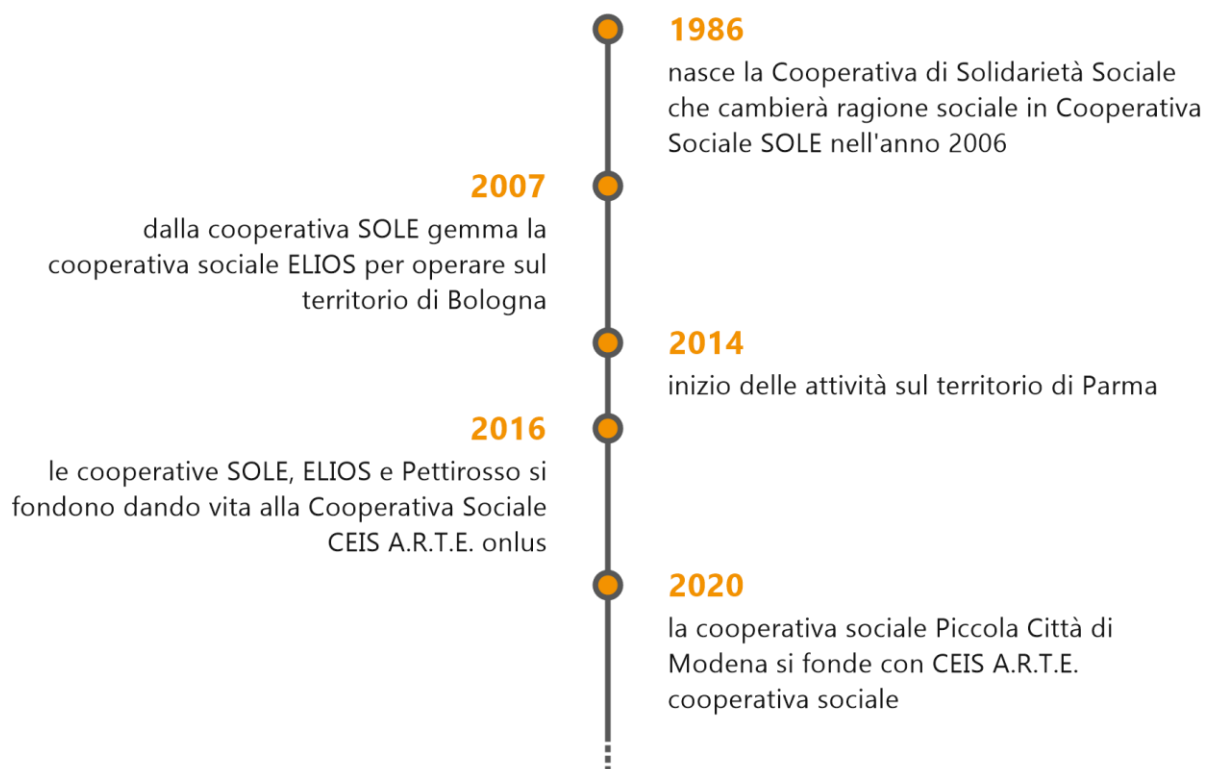 1986
nasce la Cooperativa di Solidarietà Sociale
che cambierà ragione sociale in Cooperativa
Sociale SOLE nell'anno 2006
2007
dalla cooperativa SOLE gemma la
cooperativa sociale ELIOS per operare sul
territorio di Bologna
2014
inizio delle attività sul territorio di Parma
2016
le cooperative SOLE, ELIOS e Pettirosso si
fondono dando vita alla Cooperativa Sociale
CEIS A.R.T.E. onlus
2020
la cooperativa sociale Piccola Città di
Modena si fonde con CEIS A.R.T.E.
cooperativa sociale